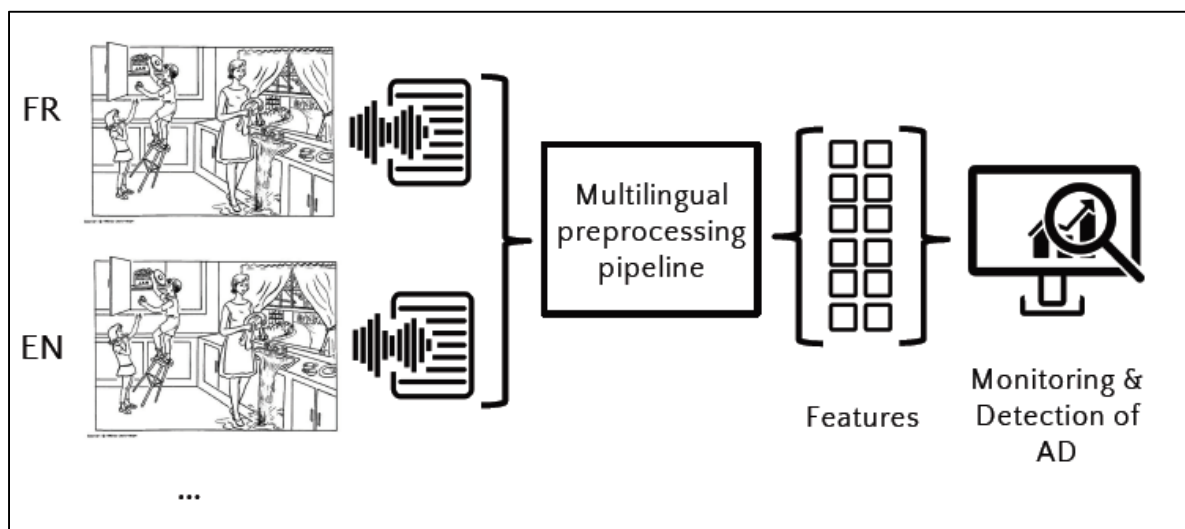 FR
EN
...
Multilingual
preprocessing
pipeline
Features
Monitoring &
Detection of
AD